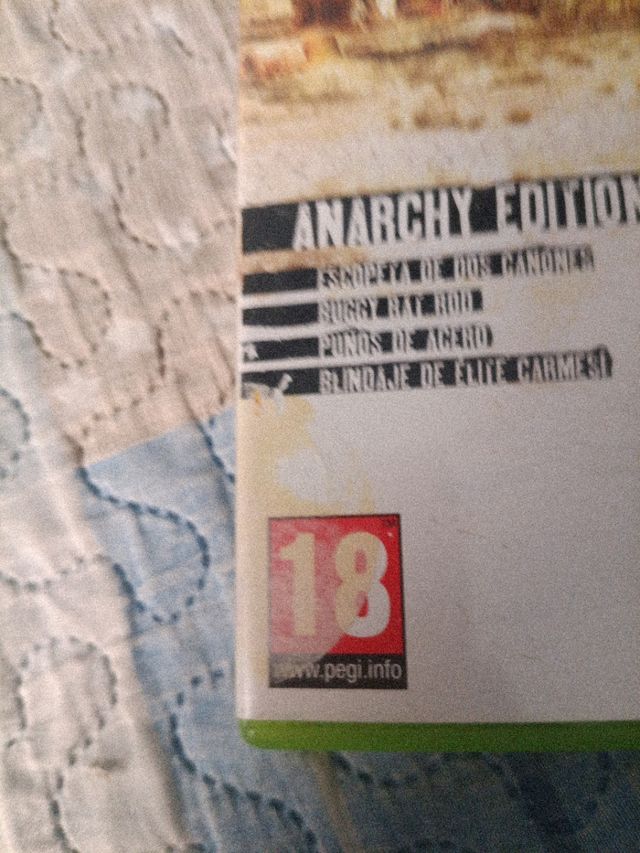 ANARCHY EDITION
ESCOPETA DE DOS CAÑONES
BUGGY RAT ROD
PUÑOS DE ACERO
BLINDAJE DE ÉLITE CARMESÍ
18
www.pegi.info